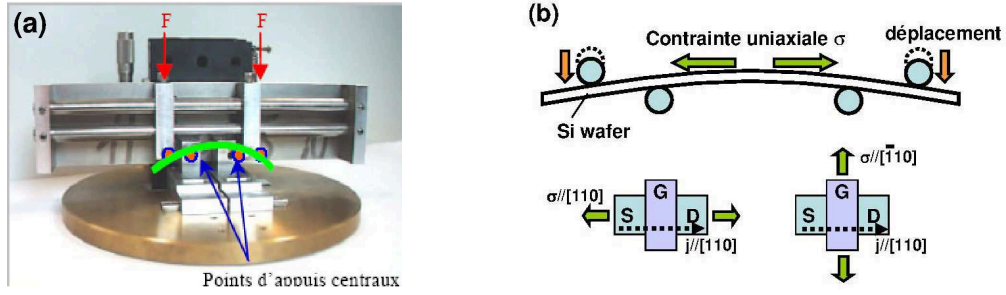 (a)
F F
Points d'appuis centraux
(b)
Contrainte uniaxiale σ
déplacement
Si wafer
σ//[110]
S G D
j//[110]
σ//[1̄10]
S G D
j//[110]